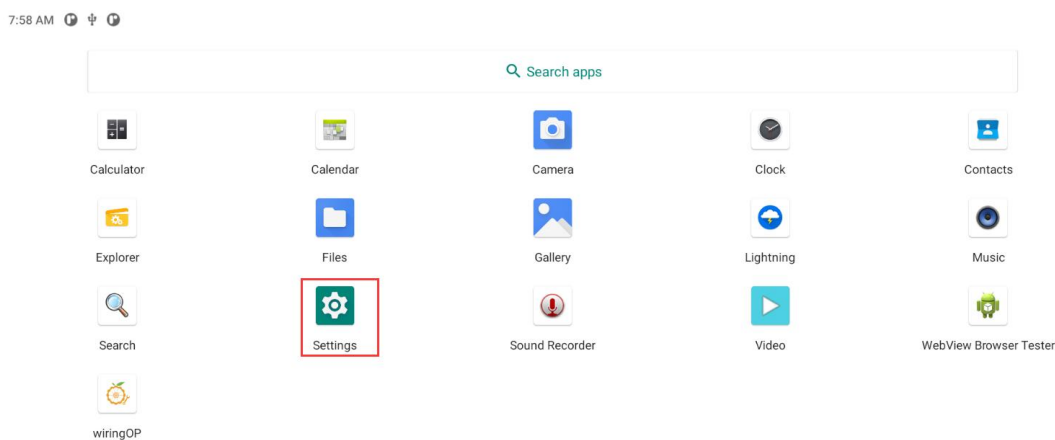 7:58 AM
Search apps
Calculator Calendar Camera Clock Contacts
Explorer Files Gallery Lightning Music
Search Settings Sound Recorder Video WebView Browser Tester
wiringOP